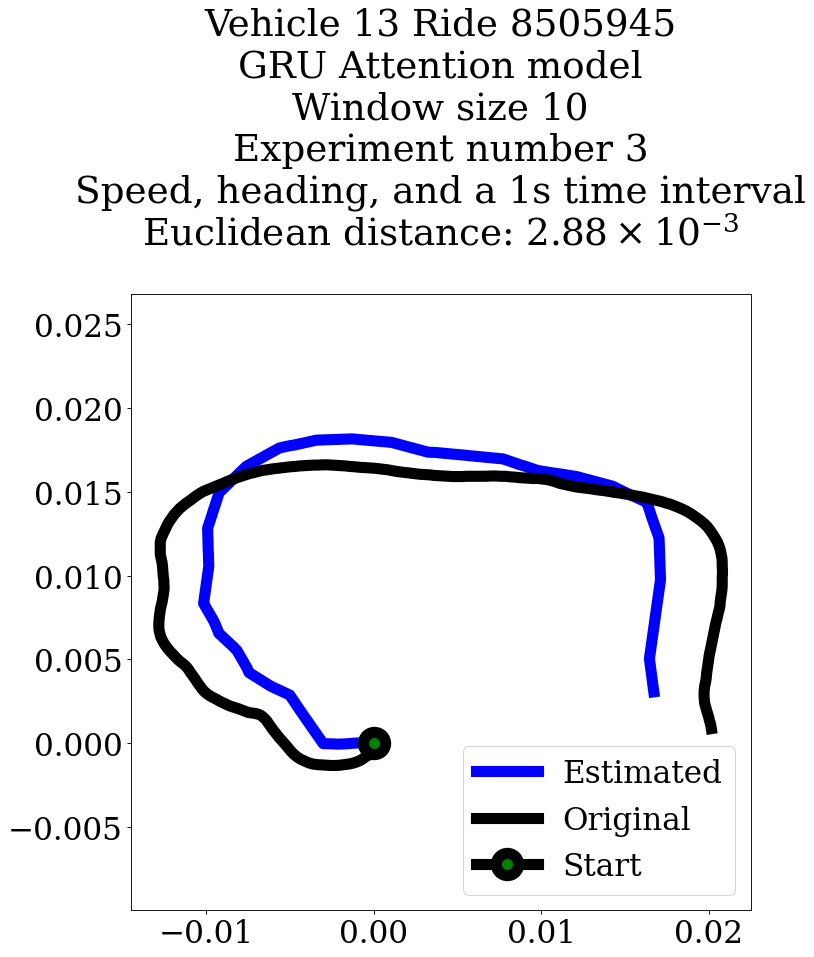 Vehicle 13 Ride 8505945
GRU Attention model
Window size 10
Experiment number 3
Speed, heading, and a 1s time interval
Euclidean distance: 2.88 × 10⁻³
0.025
0.020
0.015
0.010
0.005
0.000
−0.005
Estimated
Original
Start
−0.01
0.00
0.01
0.02